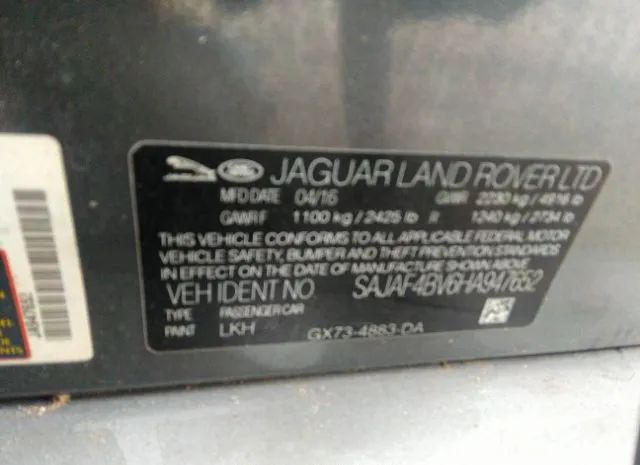 JAGUAR LAND ROVER LTD
MFD DATE 04/16 GVWR 2230 kg / 4916 lb
GAWR F 1100 kg / 2425 lb R 1240 kg / 2734 lb
THIS VEHICLE CONFORMS TO ALL APPLICABLE FEDERAL MOTOR
VEHICLE SAFETY, BUMPER AND THEFT PREVENTION STANDARDS
IN EFFECT ON THE DATE OF MANUFACTURE SHOWN ABOVE
VEH IDENT NO SAJAF4BV6HA947652
TYPE PASSENGER CAR
PAINT LKH GX73-4883-DA